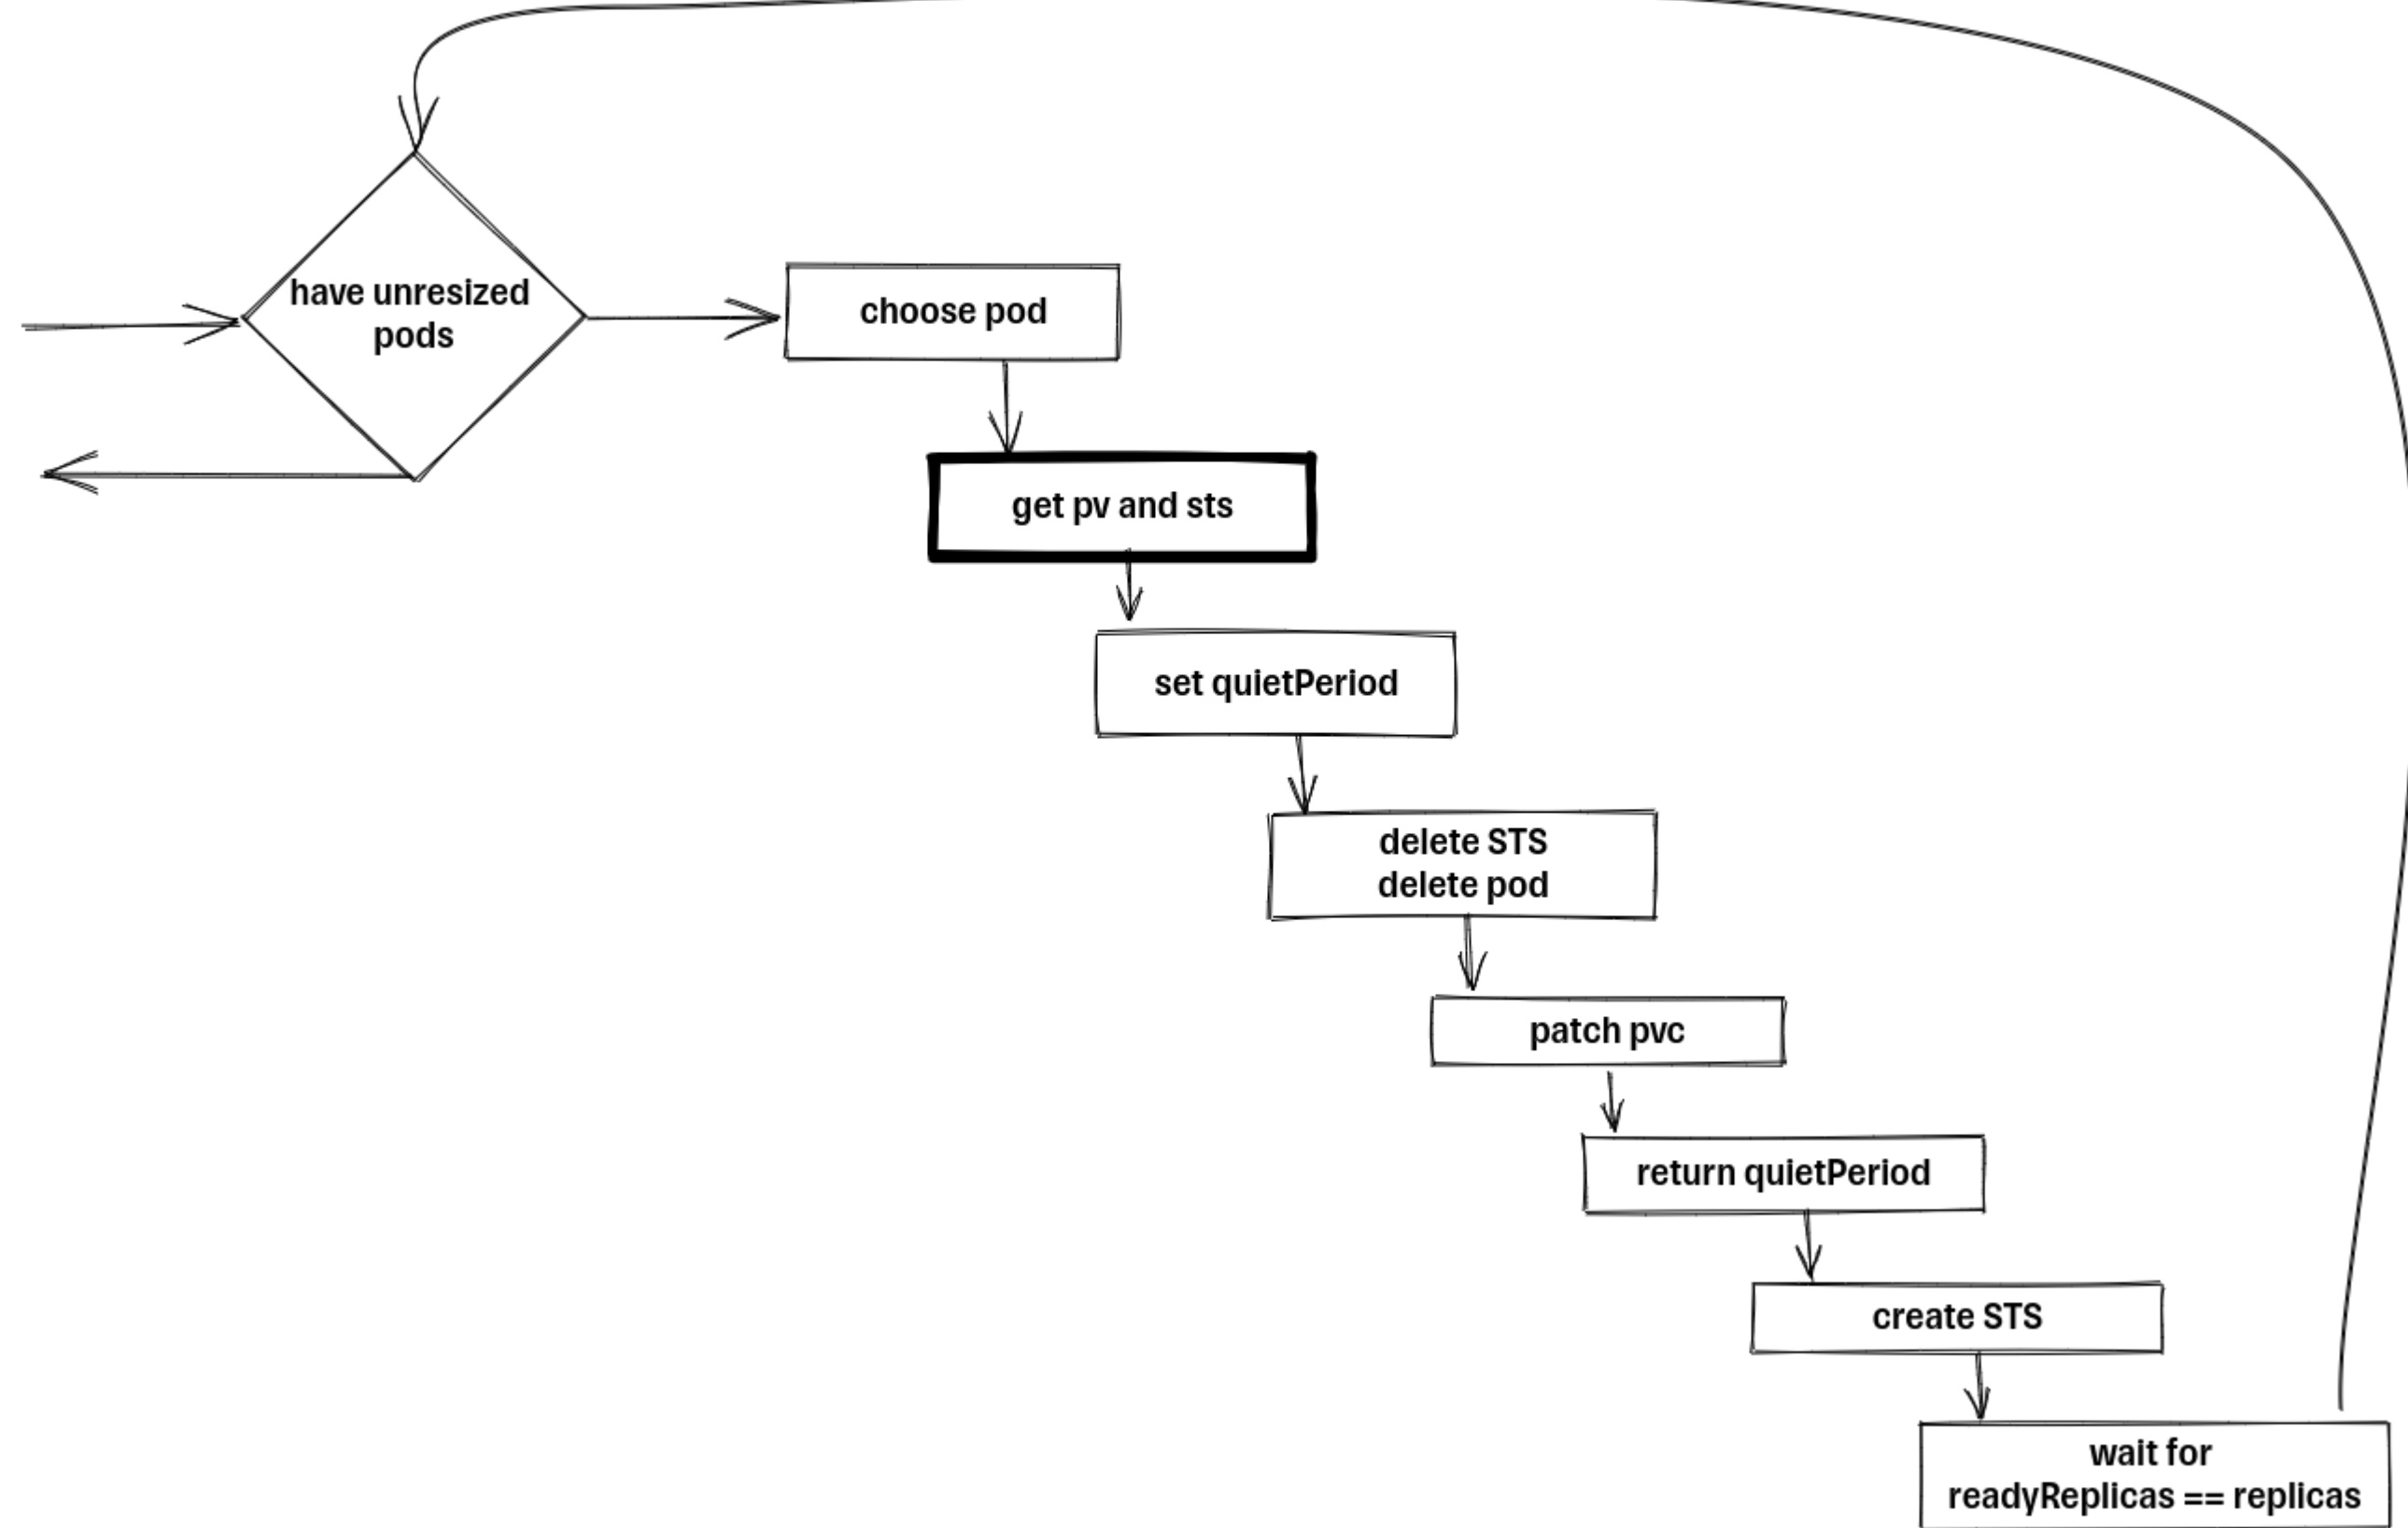 have unresized
pods
choose pod
get pv and sts
set quietPeriod
delete STS
delete pod
patch pvc
return quietPeriod
create STS
wait for
readyReplicas == replicas